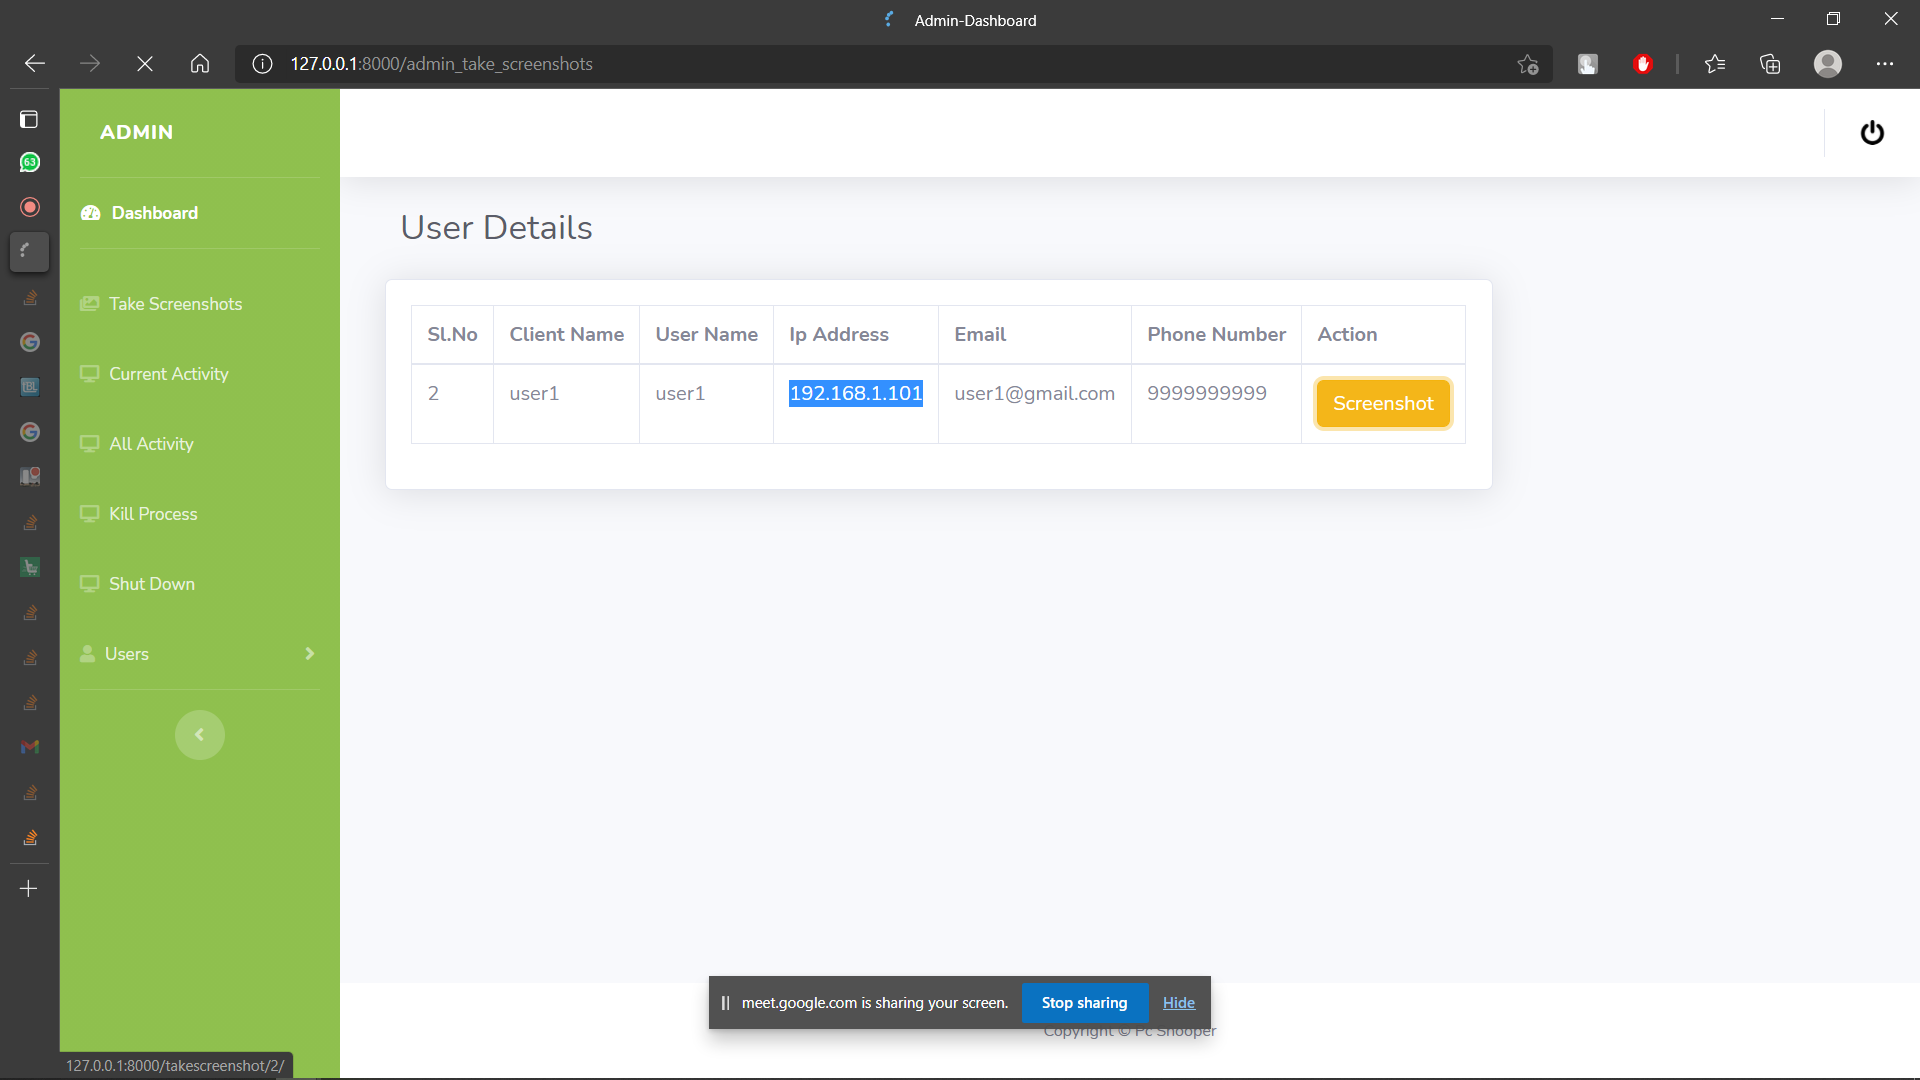 Admin-Dashboard
127.0.0.1:8000/admin_take_screenshots
63
ADMIN
Dashboard
Take Screenshots
Current Activity
All Activity
Kill Process
Shut Down
Users
User Details
Sl.No Client Name User Name Ip Address Email Phone Number Action
2 user1 user1 192.168.1.101 user1@gmail.com 9999999999 Screenshot
meet.google.com is sharing your screen. Stop sharing Hide
Copyright © Pc Snooper
127.0.0.1:8000/takescreenshot/2/